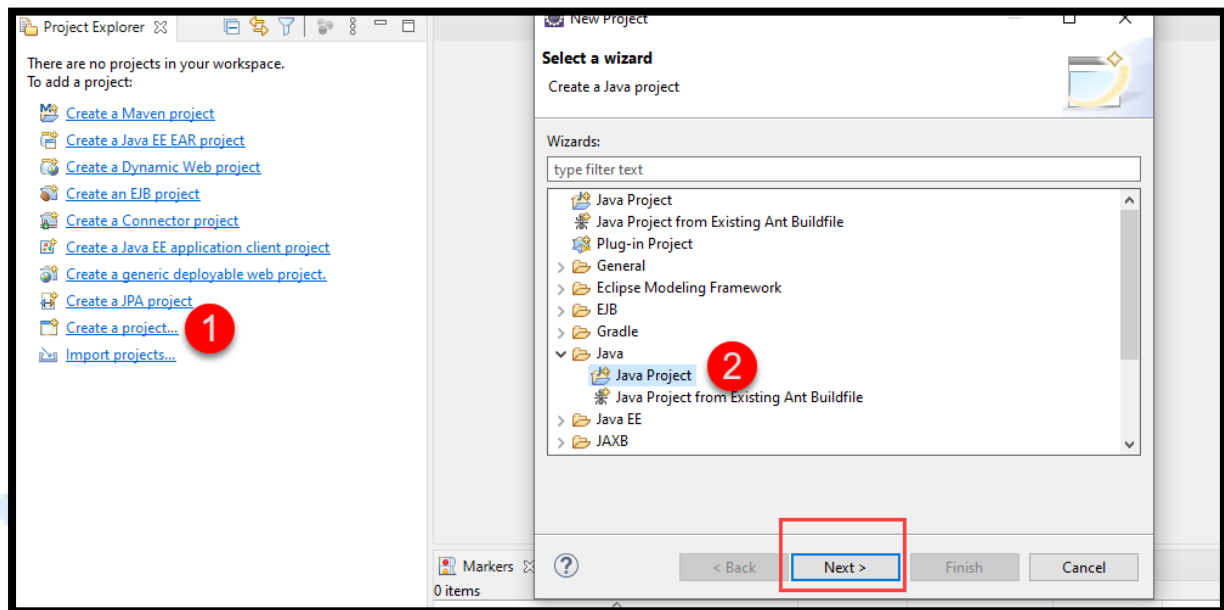 Project Explorer
There are no projects in your workspace.
To add a project:
Create a Maven project
Create a Java EE EAR project
Create a Dynamic Web project
Create an EJB project
Create a Connector project
Create a Java EE application client project
Create a generic deployable web project.
Create a JPA project
Create a project...
1
Import projects...
New Project
Select a wizard
Create a Java project
Wizards:
type filter text
Java Project
Java Project from Existing Ant Buildfile
Plug-in Project
General
Eclipse Modeling Framework
EJB
Gradle
Java
Java Project
2
Java Project from Existing Ant Buildfile
Java EE
JAXB
? < Back Next > Finish Cancel
Markers
0 items